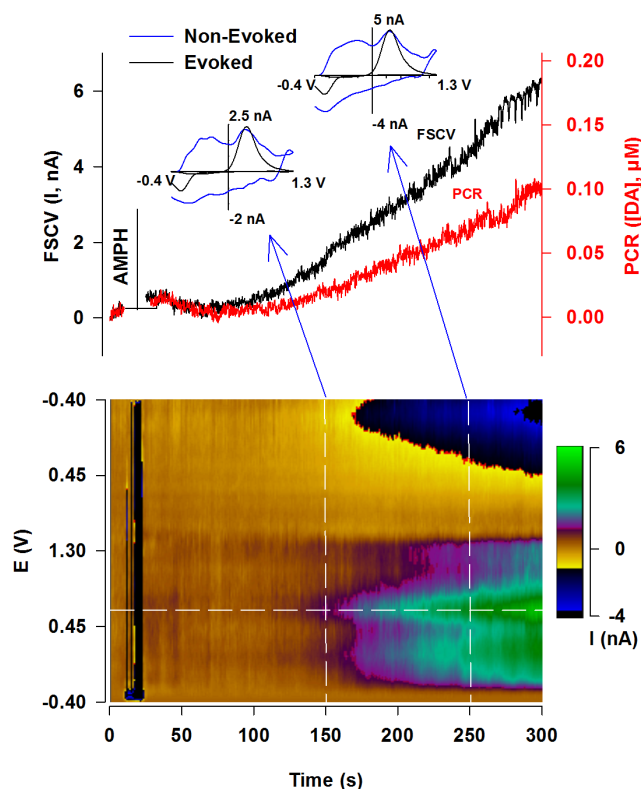 Non-Evoked
Evoked
5 nA
-0.4 V
1.3 V
-4 nA
2.5 nA
-0.4 V
1.3 V
-2 nA
FSCV
PCR
AMPH
FSCV (I, nA)
6
4
2
0
PCR ([DA], µM)
0.20
0.15
0.10
0.05
0.00
E (V)
-0.40
0.45
1.30
0.45
-0.40
6
0
-4
I (nA)
0
50
100
150
200
250
300
Time (s)